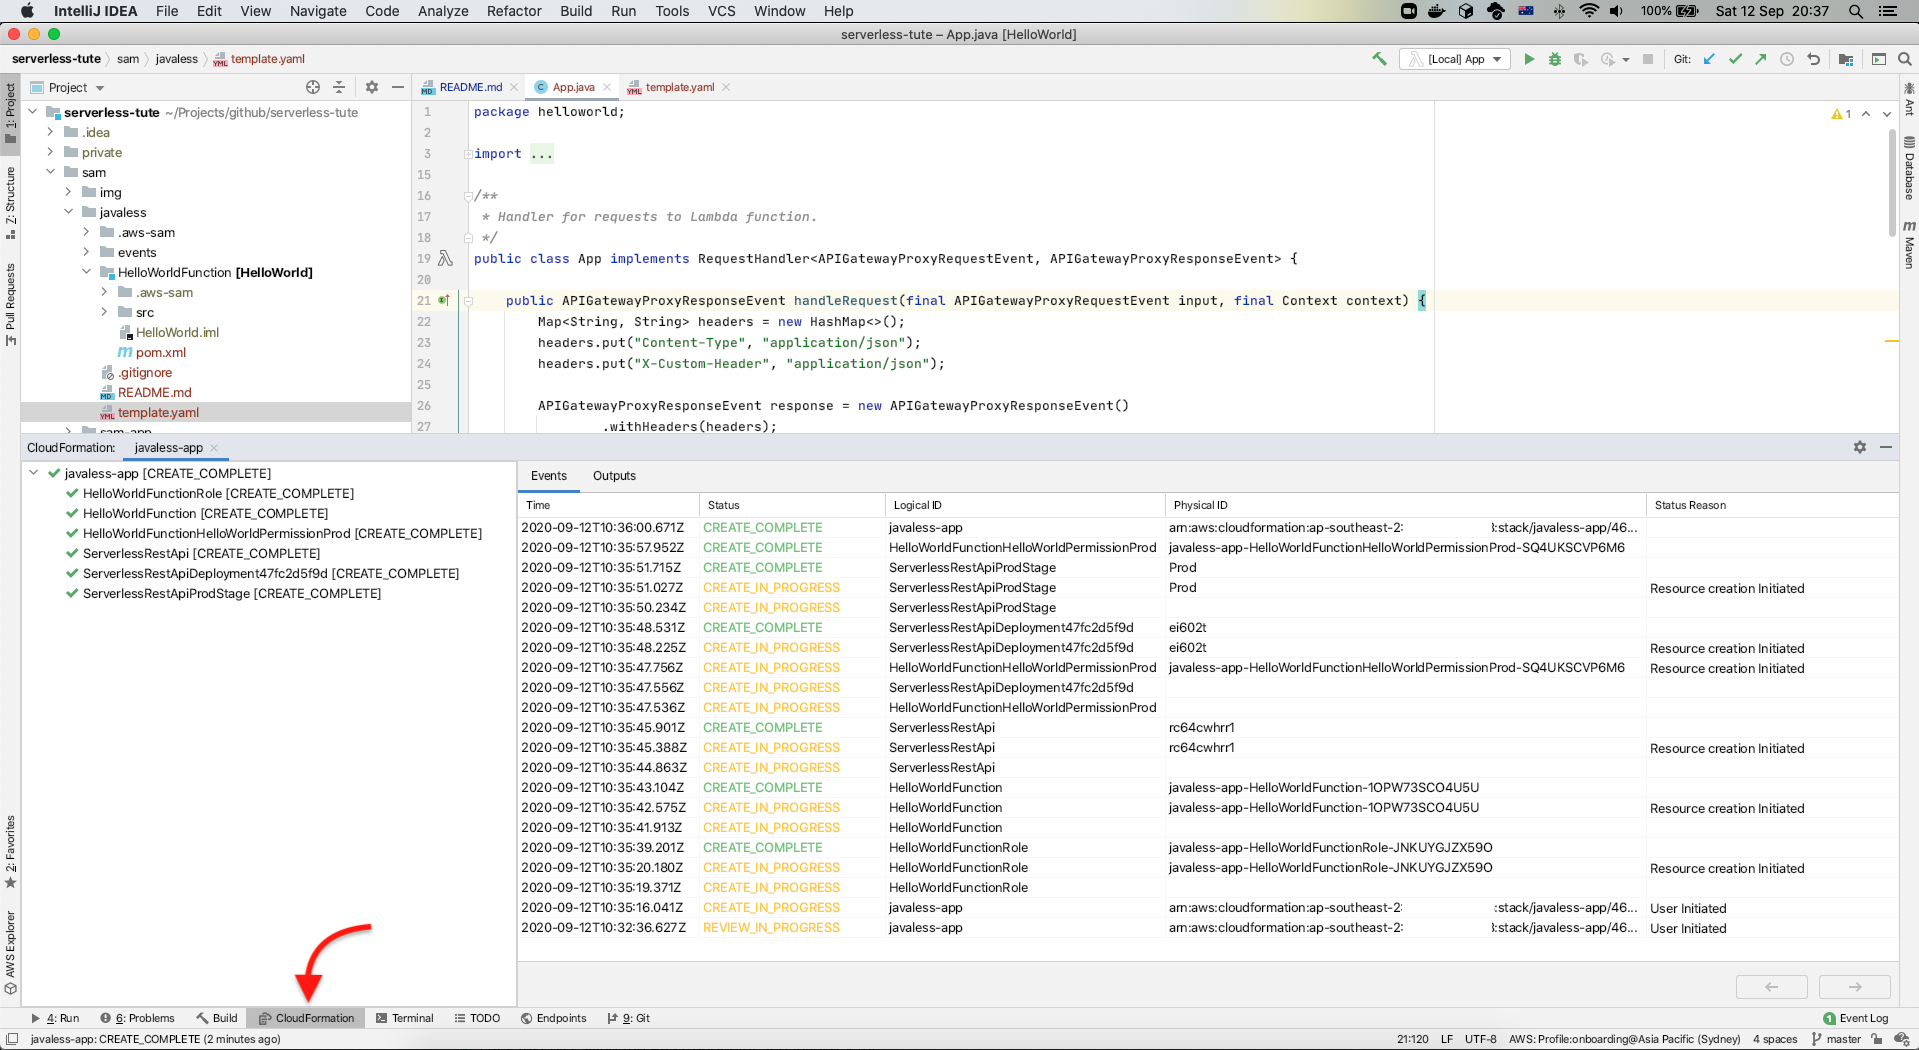 IntelliJ IDEA File Edit View Navigate Code Analyze Refactor Build Run Tools VCS Window Help 100% Sat 12 Sep 20:37
serverless-tute – App.java [HelloWorld]
serverless-tute sam javaless template.yaml [Local] App Git:
Project
README.md App.java template.yaml
1: Project
7: Structure
Pull Requests
2: Favorites
AWS Explorer
serverless-tute ~/Projects/github/serverless-tute
.idea
private
sam
img
javaless
.aws-sam
events
HelloWorldFunction [HelloWorld]
.aws-sam
src
HelloWorld.iml
pom.xml
.gitignore
README.md
template.yaml
sam-app
1 package helloworld;
2
3 import ...
15
16 /**
17 * Handler for requests to Lambda function.
18 */
19 public class App implements RequestHandler<APIGatewayProxyRequestEvent, APIGatewayProxyResponseEvent> {
20
21 public APIGatewayProxyResponseEvent handleRequest(final APIGatewayProxyRequestEvent input, final Context context) {
22 Map<String, String> headers = new HashMap<>();
23 headers.put("Content-Type", "application/json");
24 headers.put("X-Custom-Header", "application/json");
25
26 APIGatewayProxyResponseEvent response = new APIGatewayProxyResponseEvent()
27 .withHeaders(headers);
1
Ant
Database
Maven
CloudFormation: javaless-app
javaless-app [CREATE_COMPLETE]
HelloWorldFunctionRole [CREATE_COMPLETE]
HelloWorldFunction [CREATE_COMPLETE]
HelloWorldFunctionHelloWorldPermissionProd [CREATE_COMPLETE]
ServerlessRestApi [CREATE_COMPLETE]
ServerlessRestApiDeployment47fc2d5f9d [CREATE_COMPLETE]
ServerlessRestApiProdStage [CREATE_COMPLETE]
Events Outputs
Time Status Logical ID Physical ID Status Reason
2020-09-12T10:36:00.671Z CREATE_COMPLETE javaless-app arn:aws:cloudformation:ap-southeast-2: :stack/javaless-app/46...
2020-09-12T10:35:57.952Z CREATE_COMPLETE HelloWorldFunctionHelloWorldPermissionProd javaless-app-HelloWorldFunctionHelloWorldPermissionProd-SQ4UKSCVP6M6
2020-09-12T10:35:51.715Z CREATE_COMPLETE ServerlessRestApiProdStage Prod
2020-09-12T10:35:51.027Z CREATE_IN_PROGRESS ServerlessRestApiProdStage Prod Resource creation Initiated
2020-09-12T10:35:50.234Z CREATE_IN_PROGRESS ServerlessRestApiProdStage
2020-09-12T10:35:48.531Z CREATE_COMPLETE ServerlessRestApiDeployment47fc2d5f9d ei602t
2020-09-12T10:35:48.225Z CREATE_IN_PROGRESS ServerlessRestApiDeployment47fc2d5f9d ei602t Resource creation Initiated
2020-09-12T10:35:47.756Z CREATE_IN_PROGRESS HelloWorldFunctionHelloWorldPermissionProd javaless-app-HelloWorldFunctionHelloWorldPermissionProd-SQ4UKSCVP6M6 Resource creation Initiated
2020-09-12T10:35:47.556Z CREATE_IN_PROGRESS ServerlessRestApiDeployment47fc2d5f9d
2020-09-12T10:35:47.536Z CREATE_IN_PROGRESS HelloWorldFunctionHelloWorldPermissionProd
2020-09-12T10:35:45.901Z CREATE_COMPLETE ServerlessRestApi rc64cwhrr1
2020-09-12T10:35:45.388Z CREATE_IN_PROGRESS ServerlessRestApi rc64cwhrr1 Resource creation Initiated
2020-09-12T10:35:44.863Z CREATE_IN_PROGRESS ServerlessRestApi
2020-09-12T10:35:43.104Z CREATE_COMPLETE HelloWorldFunction javaless-app-HelloWorldFunction-1OPW73SCO4U5U
2020-09-12T10:35:42.575Z CREATE_IN_PROGRESS HelloWorldFunction javaless-app-HelloWorldFunction-1OPW73SCO4U5U Resource creation Initiated
2020-09-12T10:35:41.913Z CREATE_IN_PROGRESS HelloWorldFunction
2020-09-12T10:35:39.201Z CREATE_COMPLETE HelloWorldFunctionRole javaless-app-HelloWorldFunctionRole-JNKUYGJZX59O
2020-09-12T10:35:20.180Z CREATE_IN_PROGRESS HelloWorldFunctionRole javaless-app-HelloWorldFunctionRole-JNKUYGJZX59O Resource creation Initiated
2020-09-12T10:35:19.371Z CREATE_IN_PROGRESS HelloWorldFunctionRole
2020-09-12T10:35:16.041Z CREATE_IN_PROGRESS javaless-app arn:aws:cloudformation:ap-southeast-2: :stack/javaless-app/46... User Initiated
2020-09-12T10:32:36.627Z REVIEW_IN_PROGRESS javaless-app arn:aws:cloudformation:ap-southeast-2: :stack/javaless-app/46... User Initiated
4: Run 6: Problems Build CloudFormation Terminal TODO Endpoints 9: Git 1 Event Log
javaless-app: CREATE_COMPLETE (2 minutes ago) 21:120 LF UTF-8 AWS: Profile:onboarding@Asia Pacific (Sydney) 4 spaces master